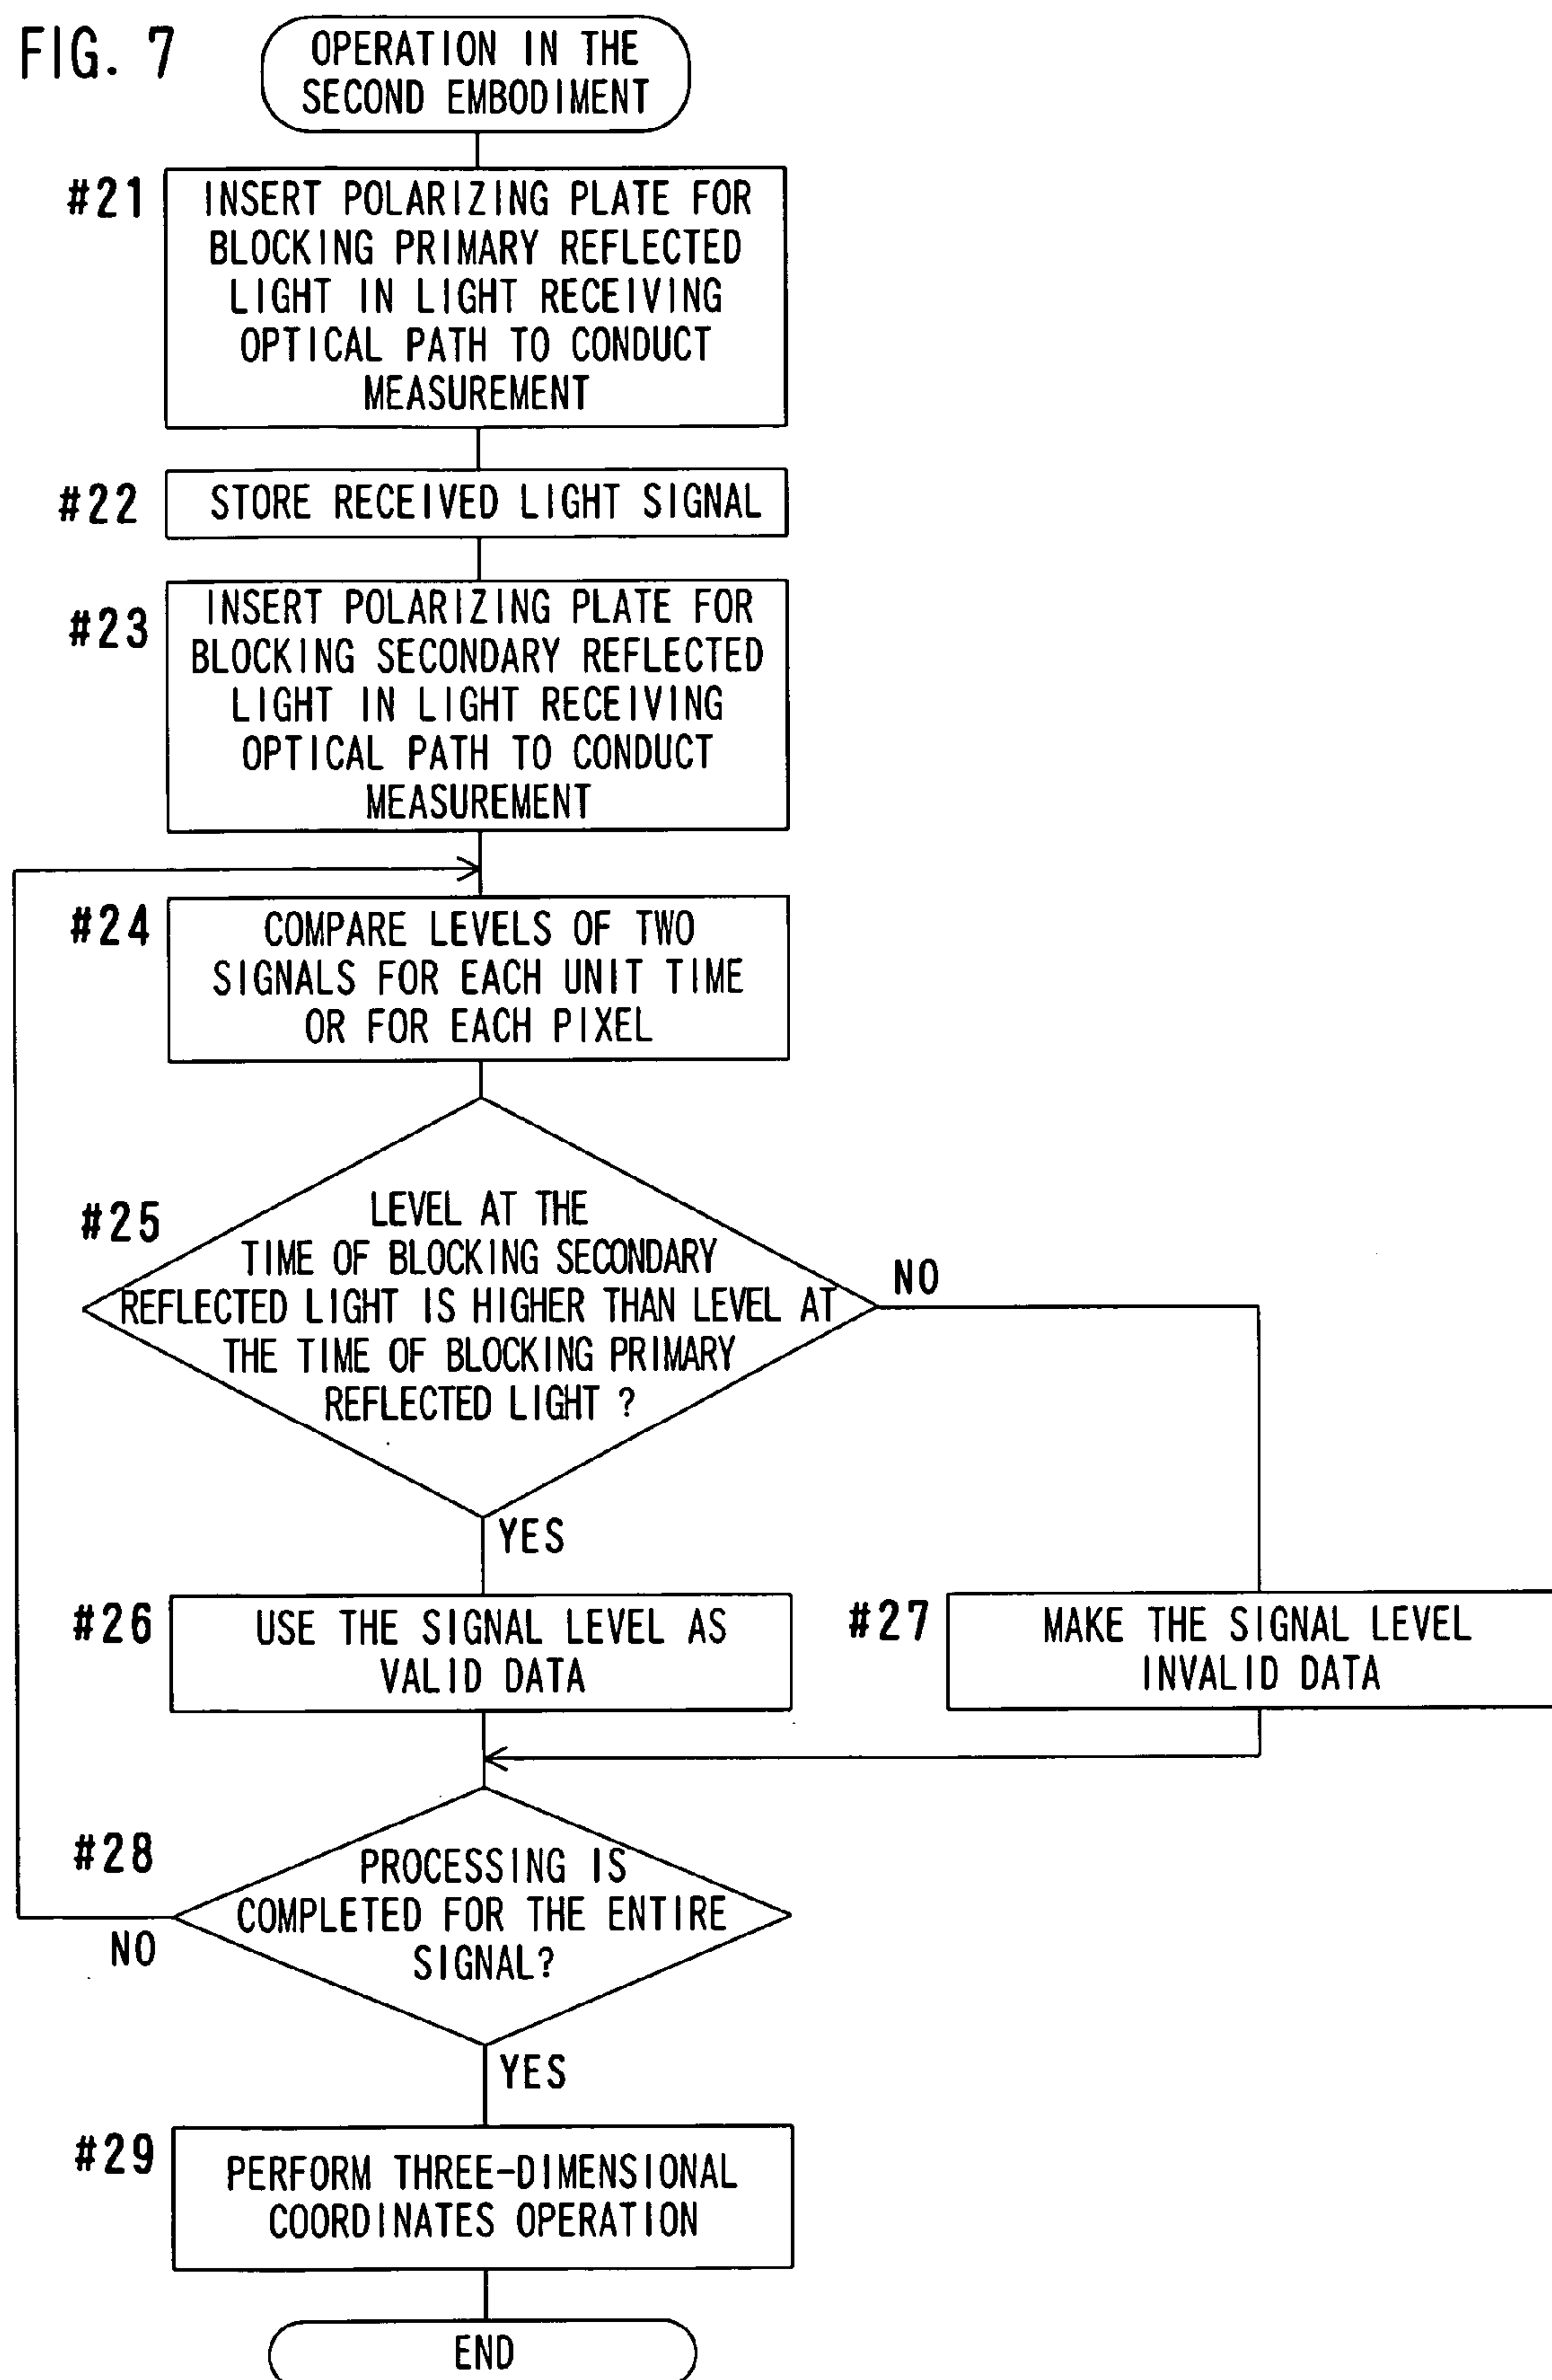 FIG. 7
OPERATION IN THE
SECOND EMBODIMENT
#21
INSERT POLARIZING PLATE FOR
BLOCKING PRIMARY REFLECTED
LIGHT IN LIGHT RECEIVING
OPTICAL PATH TO CONDUCT
MEASUREMENT
#22
STORE RECEIVED LIGHT SIGNAL
#23
INSERT POLARIZING PLATE FOR
BLOCKING SECONDARY REFLECTED
LIGHT IN LIGHT RECEIVING
OPTICAL PATH TO CONDUCT
MEASUREMENT
#24
COMPARE LEVELS OF TWO
SIGNALS FOR EACH UNIT TIME
OR FOR EACH PIXEL
#25
LEVEL AT THE
TIME OF BLOCKING SECONDARY
REFLECTED LIGHT IS HIGHER THAN LEVEL AT
THE TIME OF BLOCKING PRIMARY
REFLECTED LIGHT ?
NO
YES
#26
USE THE SIGNAL LEVEL AS
VALID DATA
#27
MAKE THE SIGNAL LEVEL
INVALID DATA
#28
PROCESSING IS
COMPLETED FOR THE ENTIRE
SIGNAL?
NO
YES
#29
PERFORM THREE-DIMENSIONAL
COORDINATES OPERATION
END